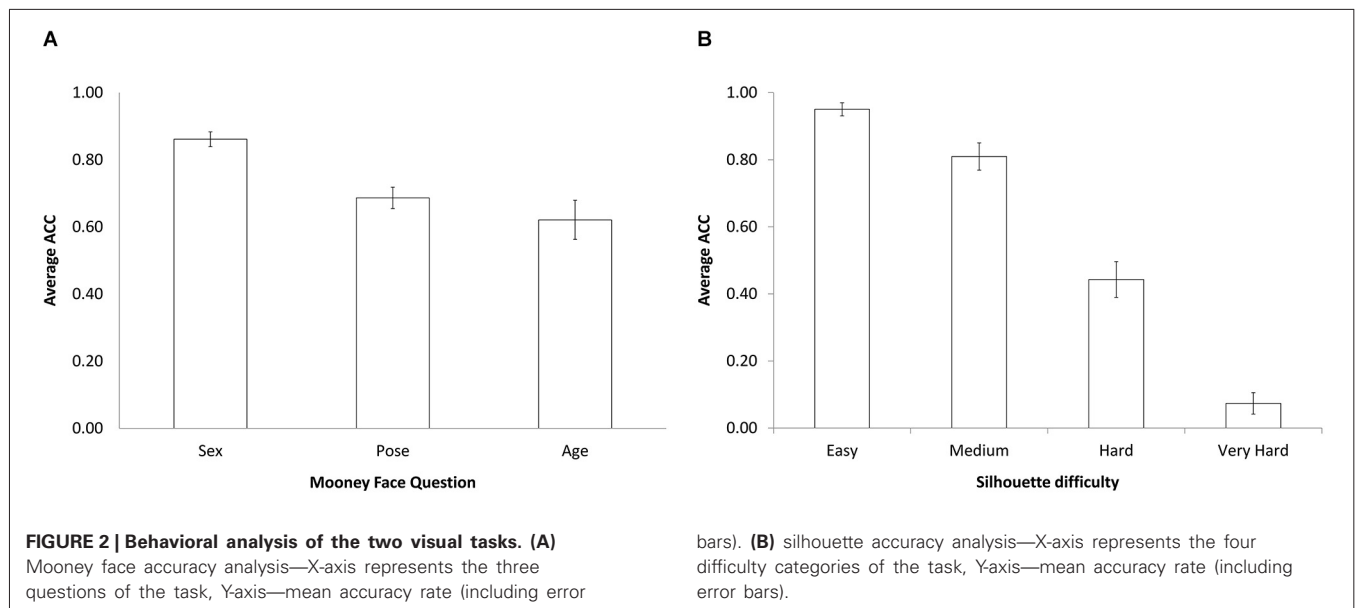 A
1.00
0.80
0.60
0.40
0.20
0.00
Average ACC
Sex Pose Age
Mooney Face Question
B
1.00
0.80
0.60
0.40
0.20
0.00
Average ACC
Easy Medium Hard Very Hard
Silhouette difficulty
FIGURE 2 | Behavioral analysis of the two visual tasks. (A)
Mooney face accuracy analysis—X-axis represents the three
questions of the task, Y-axis—mean accuracy rate (including error
bars). (B) silhouette accuracy analysis—X-axis represents the four
difficulty categories of the task, Y-axis—mean accuracy rate (including
error bars).